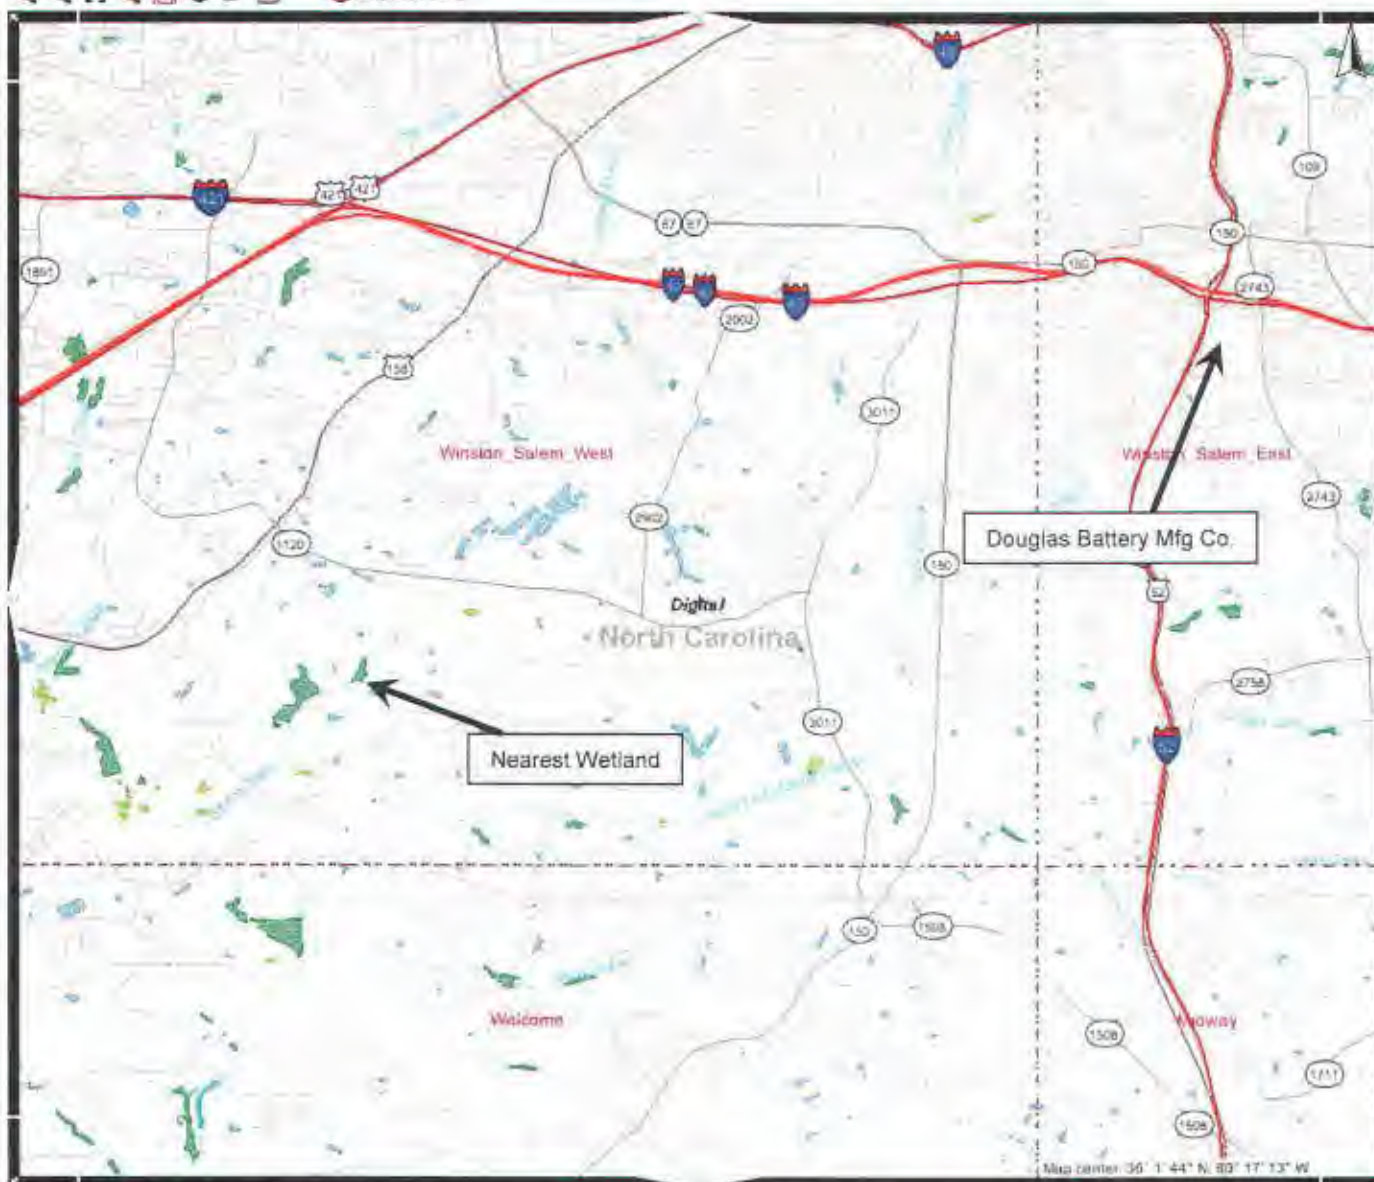 421
421
109
67
67
150
1891
2743
2002
158
3011
Winston_Salem_West
Winston_Salem_East
2743
2902
1120
Douglas Battery Mfg Co.
150
52
Digital
North Carolina
2758
3011
Nearest Wetland
52
150
1508
Welcome
Midway
1508
1711
1508
Map center: 36° 1' 44" N, 80° 17' 13" W